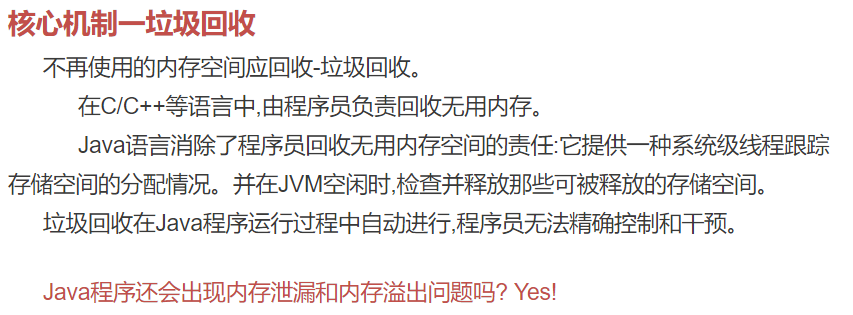 核心机制一垃圾回收
不再使用的内存空间应回收-垃圾回收。
在C/C++等语言中,由程序员负责回收无用内存。
Java语言消除了程序员回收无用内存空间的责任:它提供一种系统级线程跟踪
存储空间的分配情况。并在JVM空闲时,检查并释放那些可被释放的存储空间。
垃圾回收在Java程序运行过程中自动进行,程序员无法精确控制和干预。
Java程序还会出现内存泄漏和内存溢出问题吗? Yes!